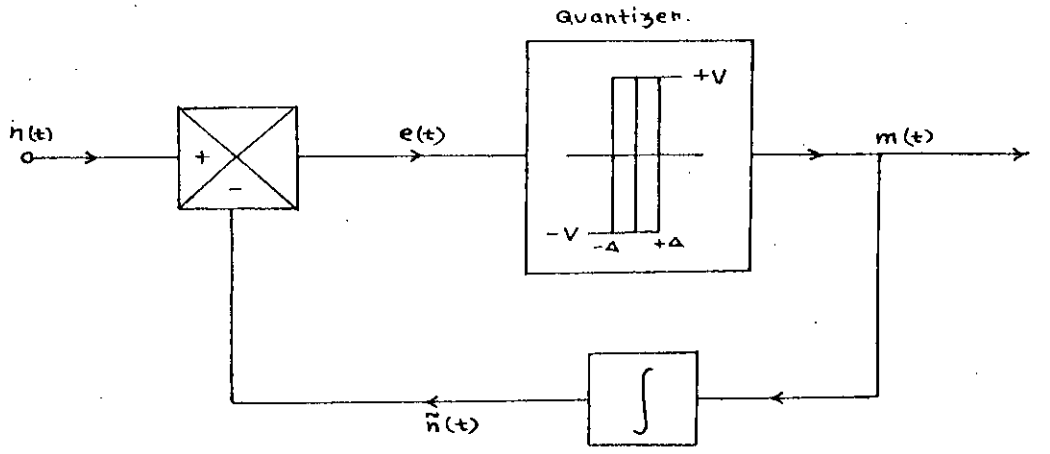 Quantizer.
+V
n(t)
e(t)
m(t)
+
-
-V
-Δ
+Δ
∫
ñ(t)